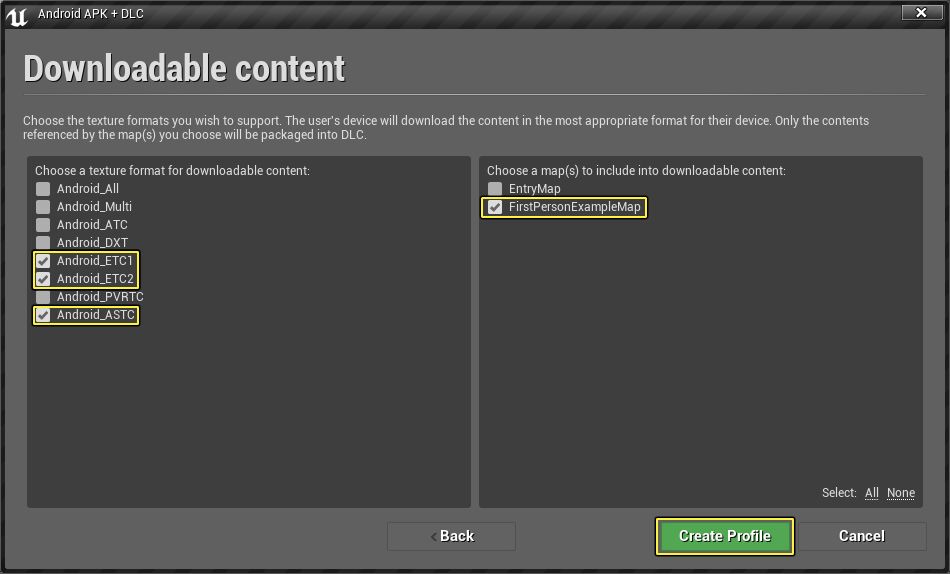 Android APK + DLC
Downloadable content
Choose the texture formats you wish to support. The user's device will download the content in the most appropriate format for their device. Only the contents
referenced by the map(s) you choose will be packaged into DLC.
Choose a texture format for downloadable content:
Android_All
Android_Multi
Android_ATC
Android_DXT
Android_ETC1
Android_ETC2
Android_PVRTC
Android_ASTC
Choose a map(s) to include into downloadable content:
EntryMap
FirstPersonExampleMap
Select: All None
< Back
Create Profile
Cancel